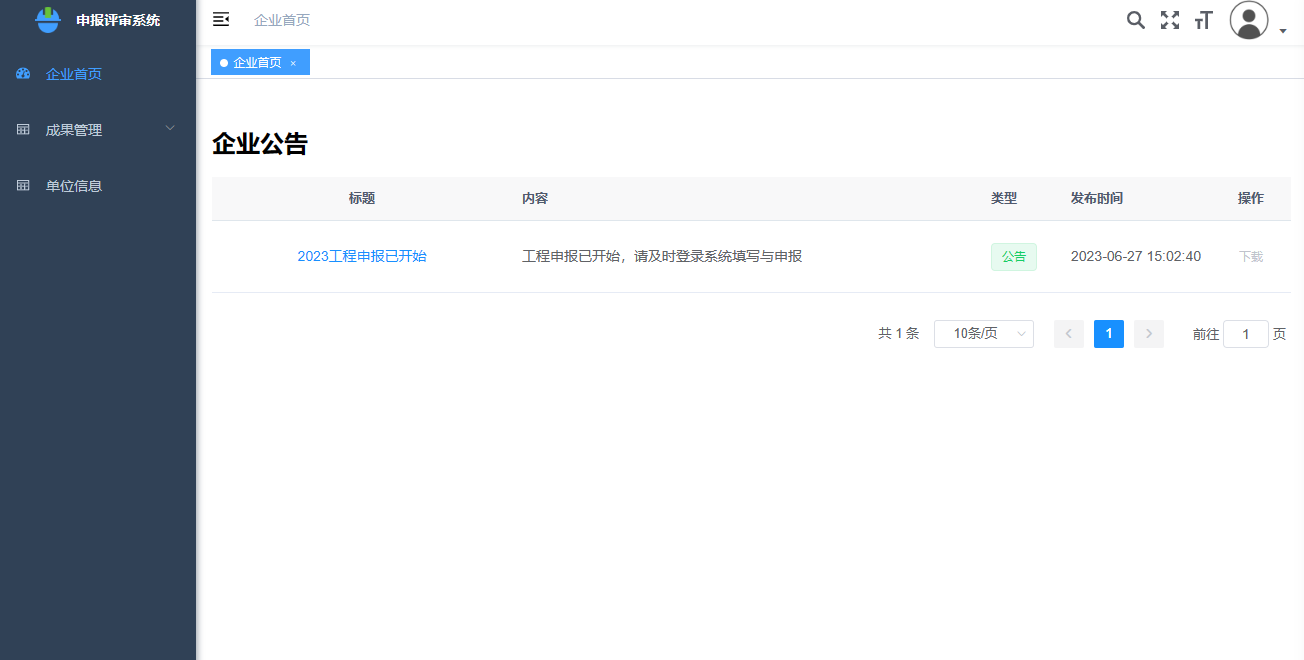 申报评审系统
企业首页
企业首页
企业首页 ×
成果管理
单位信息
企业公告
标题 内容 类型 发布时间 操作
2023工程申报已开始 工程申报已开始，请及时登录系统填写与申报 公告 2023-06-27 15:02:40 下载
共 1 条 10条/页 1 前往 1 页